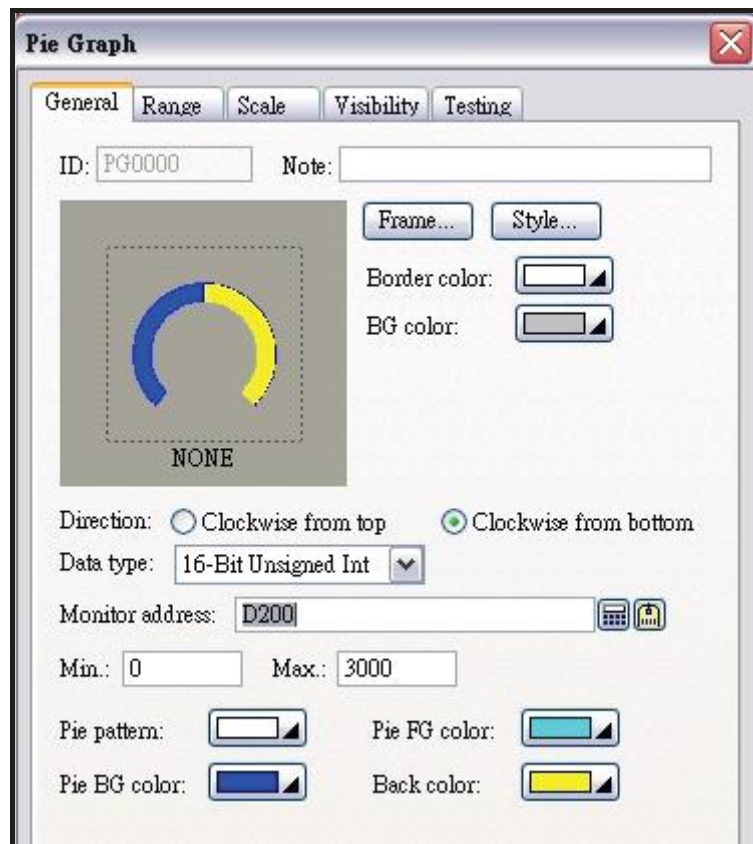 Pie Graph
General Range Scale Visibility Testing
ID: PG0000 Note:
Frame... Style...
Border color:
BG color:
NONE
Direction: Clockwise from top Clockwise from bottom
Data type: 16-Bit Unsigned Int
Monitor address: D200
Min.: 0 Max.: 3000
Pie pattern: Pie FG color:
Pie BG color: Back color: